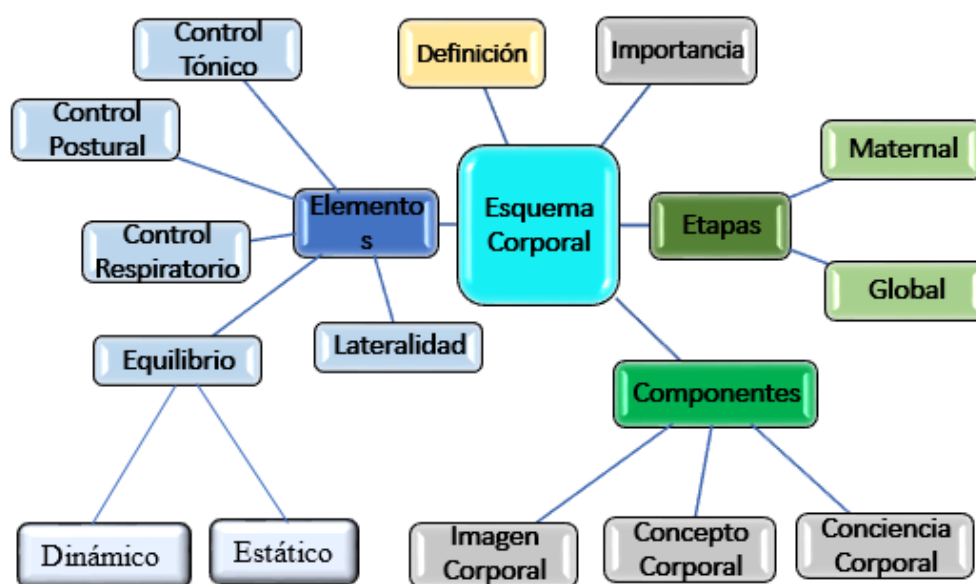 Control
Tónico
Definición
Importancia
Control
Postural
Maternal
Elemento
s
Esquema
Corporal
Etapas
Control
Respiratorio
Global
Equilibrio
Lateralidad
Componentes
Dinámico
Estático
Imagen
Corporal
Concepto
Corporal
Conciencia
Corporal